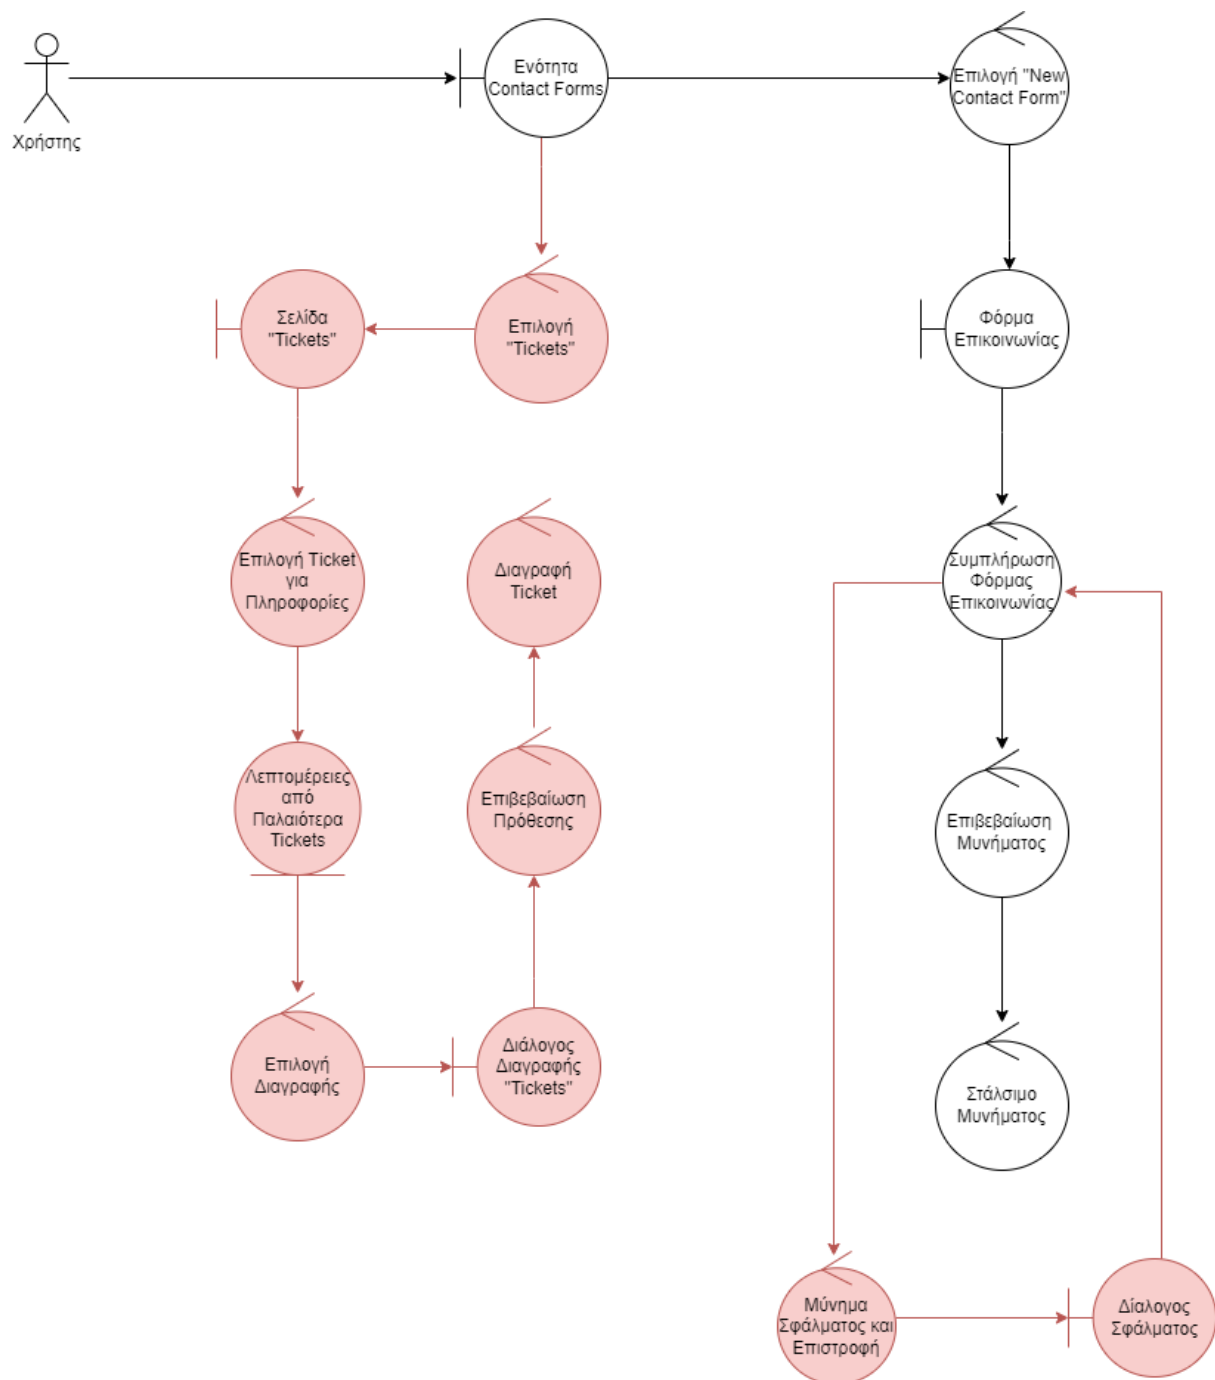 Χρήστης
Ενότητα
Contact Forms
Επιλογή "New
Contact Form"
Σελίδα
"Tickets"
Επιλογή
"Tickets"
Φόρμα
Επικοινωνίας
Επιλογή Ticket
για
Πληροφορίες
Διαγραφή
Ticket
Συμπλήρωση
Φόρμας
Επικοινωνίας
Λεπτομέρειες
από
Παλαιότερα
Tickets
Επιβεβαίωση
Πρόθεσης
Επιβεβαίωση
Μυνήματος
Επιλογή
Διαγραφής
Διάλογος
Διαγραφής
"Tickets"
Στάλσιμο
Μυνήματος
Μύνημα
Σφάλματος και
Επιστροφή
Δίαλογος
Σφάλματος